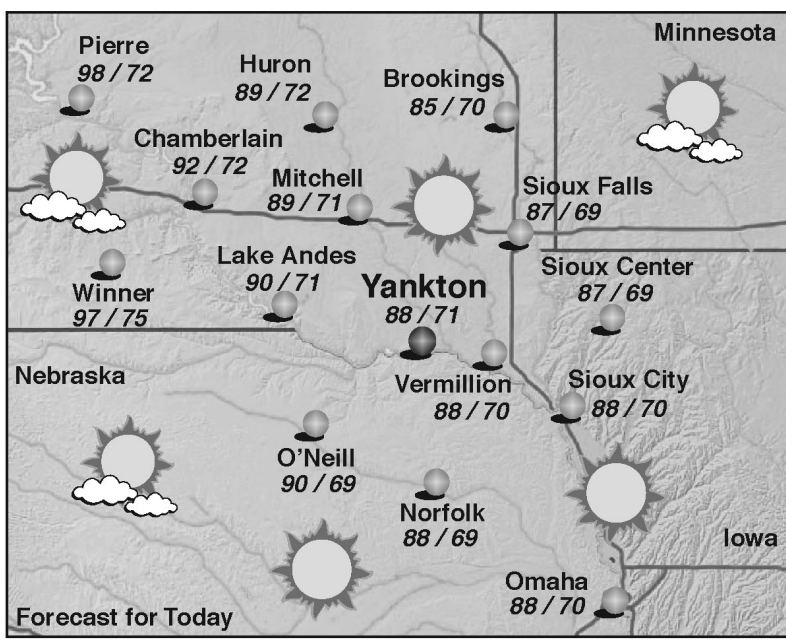 Minnesota
Pierre
98 / 72
Huron
89 / 72
Brookings
85 / 70
Chamberlain
92 / 72
Mitchell
89 / 71
Sioux Falls
87 / 69
Winner
97 / 75
Lake Andes
90 / 71
Yankton
88 / 71
Sioux Center
87 / 69
Nebraska
Vermillion
88 / 70
Sioux City
88 / 70
O'Neill
90 / 69
Norfolk
88 / 69
Iowa
Omaha
88 / 70
Forecast for Today